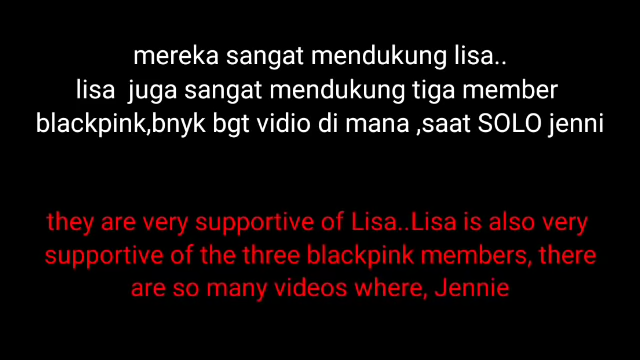 mereka sangat mendukung lisa..
lisa  juga sangat mendukung tiga member
blackpink,bnyk bgt vidio di mana ,saat SOLO jenni
they are very supportive of Lisa..Lisa is also very
supportive of the three blackpink members, there
are so many videos where, Jennie